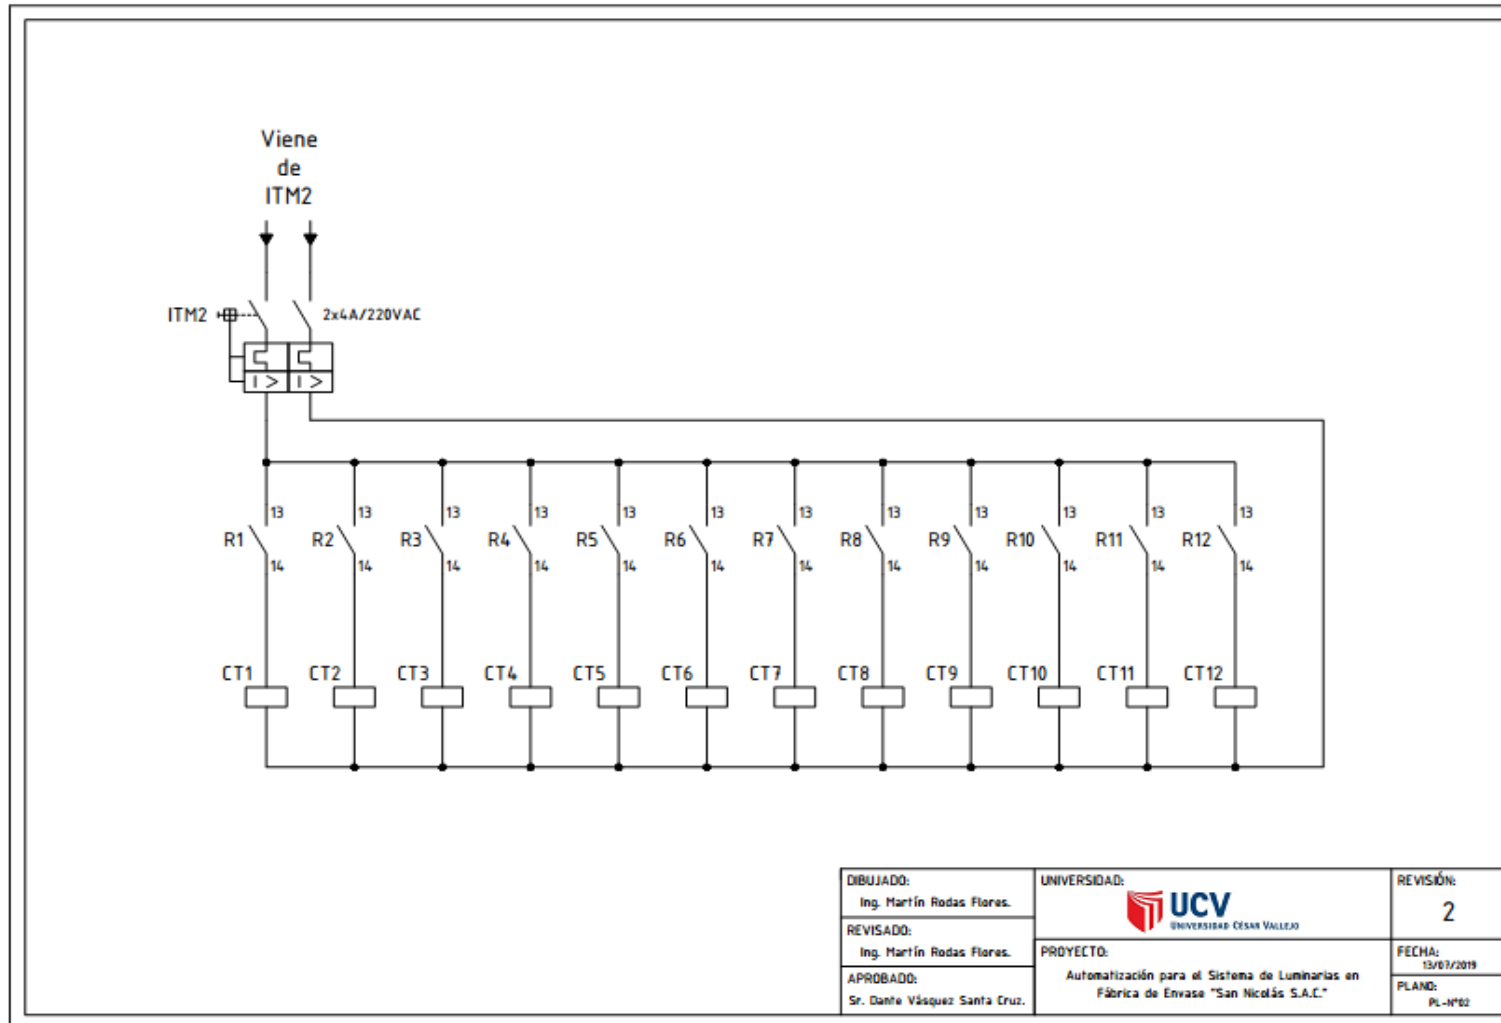 Viene
de
ITM2
ITM2
2x4A/220VAC
I >
I >
13 13 13 13 13 13 13 13 13 13 13 13
R1 R2 R3 R4 R5 R6 R7 R8 R9 R10 R11 R12
14 14 14 14 14 14 14 14 14 14 14 14
CT1 CT2 CT3 CT4 CT5 CT6 CT7 CT8 CT9 CT10 CT11 CT12
DIBUJADO:
Ing. Martín Rodas Flores.
REVISADO:
Ing. Martín Rodas Flores.
APROBADO:
Sr. Dante Vásquez Santa Cruz.
UNIVERSIDAD:
UCV
UNIVERSIDAD CÉSAR VALLEJO
PROYECTO:
Automatización para el Sistema de Luminarias en
Fábrica de Envase "San Nicolás S.A.C."
REVISIÓN:
2
FECHA:
13/07/2019
PLANO:
PL-N°02